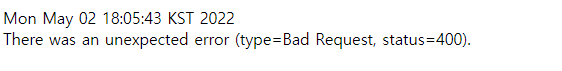 Mon May 02 18:05:43 KST 2022
There was an unexpected error (type=Bad Request, status=400).